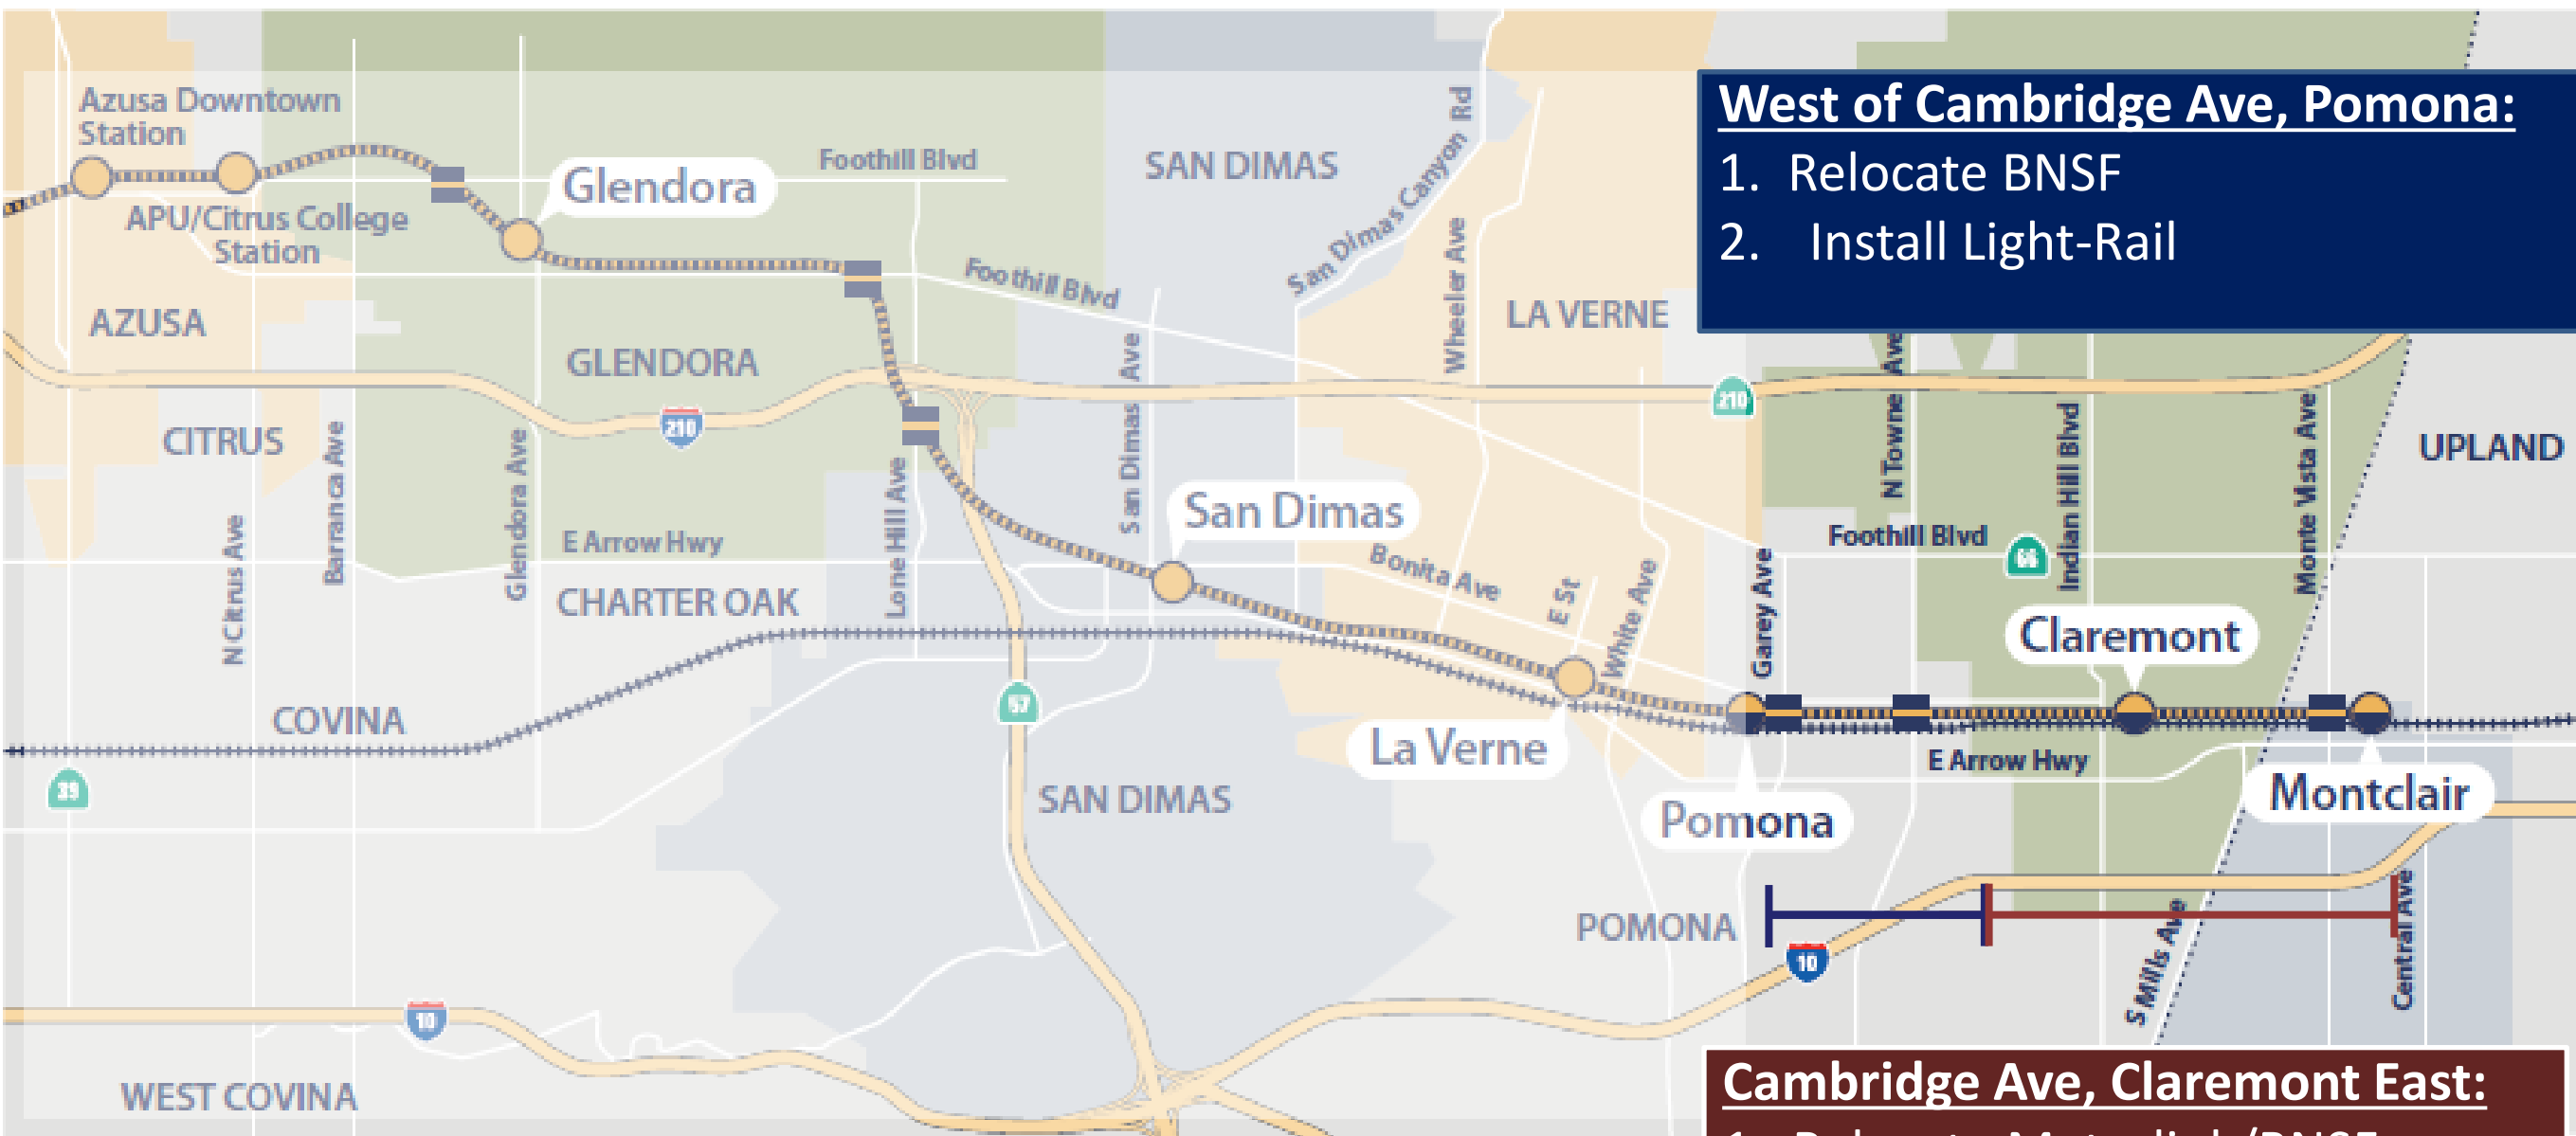 Azusa Downtown
Station
APU/Citrus College
Station
Glendora
Foothill Blvd
SAN DIMAS
San Dimas Canyon Rd
West of Cambridge Ave, Pomona:
1. Relocate BNSF
2. Install Light-Rail
AZUSA
GLENDORA
Foothill Blvd
Wheeler Ave
LA VERNE
210
210
CITRUS
N Citrus Ave
Barranca Ave
Glendora Ave
Lone Hill Ave
San Dimas Ave
N Towne Ave
Indian Hill Blvd
Monte Vista Ave
UPLAND
San Dimas
E Arrow Hwy
CHARTER OAK
Bonita Ave
E St
White Ave
Garey Ave
Foothill Blvd
66
Claremont
COVINA
57
La Verne
E Arrow Hwy
39
SAN DIMAS
Pomona
Montclair
POMONA
10
S Mills Ave
Central Ave
10
WEST COVINA
Cambridge Ave, Claremont East:
1. Relocate Metrolink/BNSF